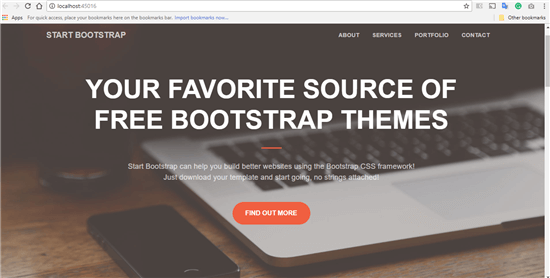 localhost:45016
Apps For quick access, place your bookmarks here on the bookmarks bar. Import bookmarks now... Other bookmarks
START BOOTSTRAP ABOUT SERVICES PORTFOLIO CONTACT
YOUR FAVORITE SOURCE OF
FREE BOOTSTRAP THEMES
Start Bootstrap can help you build better websites using the Bootstrap CSS framework!
Just download your template and start going, no strings attached!
FIND OUT MORE